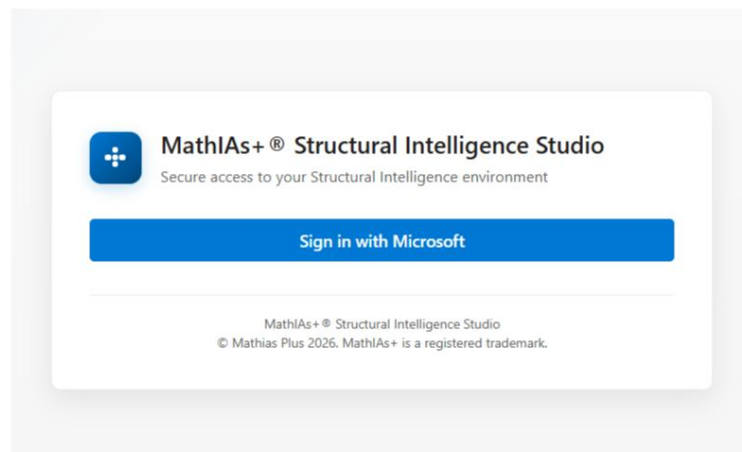 MathIAs+® Structural Intelligence Studio
Secure access to your Structural Intelligence environment
Sign in with Microsoft
MathIAs+® Structural Intelligence Studio
© Mathias Plus 2026. MathIAs+ is a registered trademark.